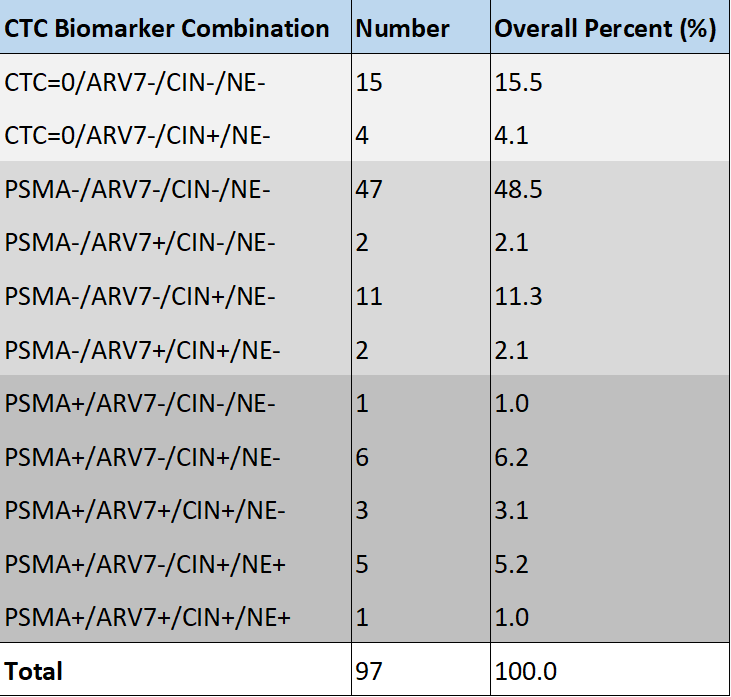 CTC Biomarker Combination Number Overall Percent (%)
CTC=0/ARV7-/CIN-/NE- 15 15.5
CTC=0/ARV7-/CIN+/NE- 4 4.1
PSMA-/ARV7-/CIN-/NE- 47 48.5
PSMA-/ARV7+/CIN-/NE- 2 2.1
PSMA-/ARV7-/CIN+/NE- 11 11.3
PSMA-/ARV7+/CIN+/NE- 2 2.1
PSMA+/ARV7-/CIN-/NE- 1 1.0
PSMA+/ARV7-/CIN+/NE- 6 6.2
PSMA+/ARV7+/CIN+/NE- 3 3.1
PSMA+/ARV7-/CIN+/NE+ 5 5.2
PSMA+/ARV7+/CIN+/NE+ 1 1.0
Total 97 100.0